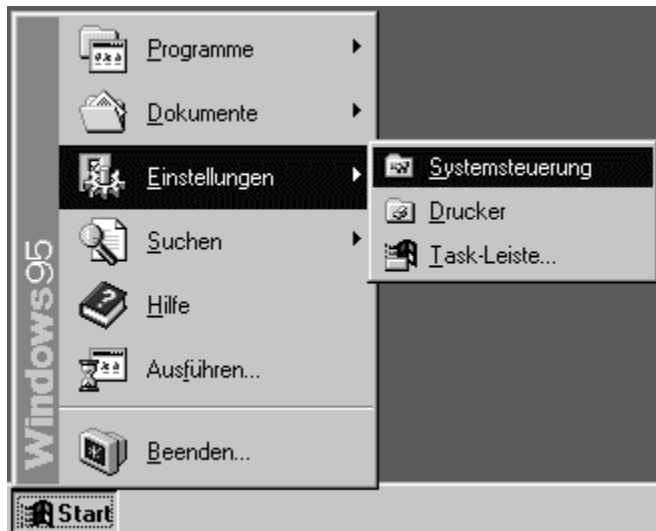 Programme
Dokumente
Einstellungen
Systemsteuerung
Drucker
Task-Leiste...
Suchen
Hilfe
Ausführen...
Beenden...
Windows95
Start